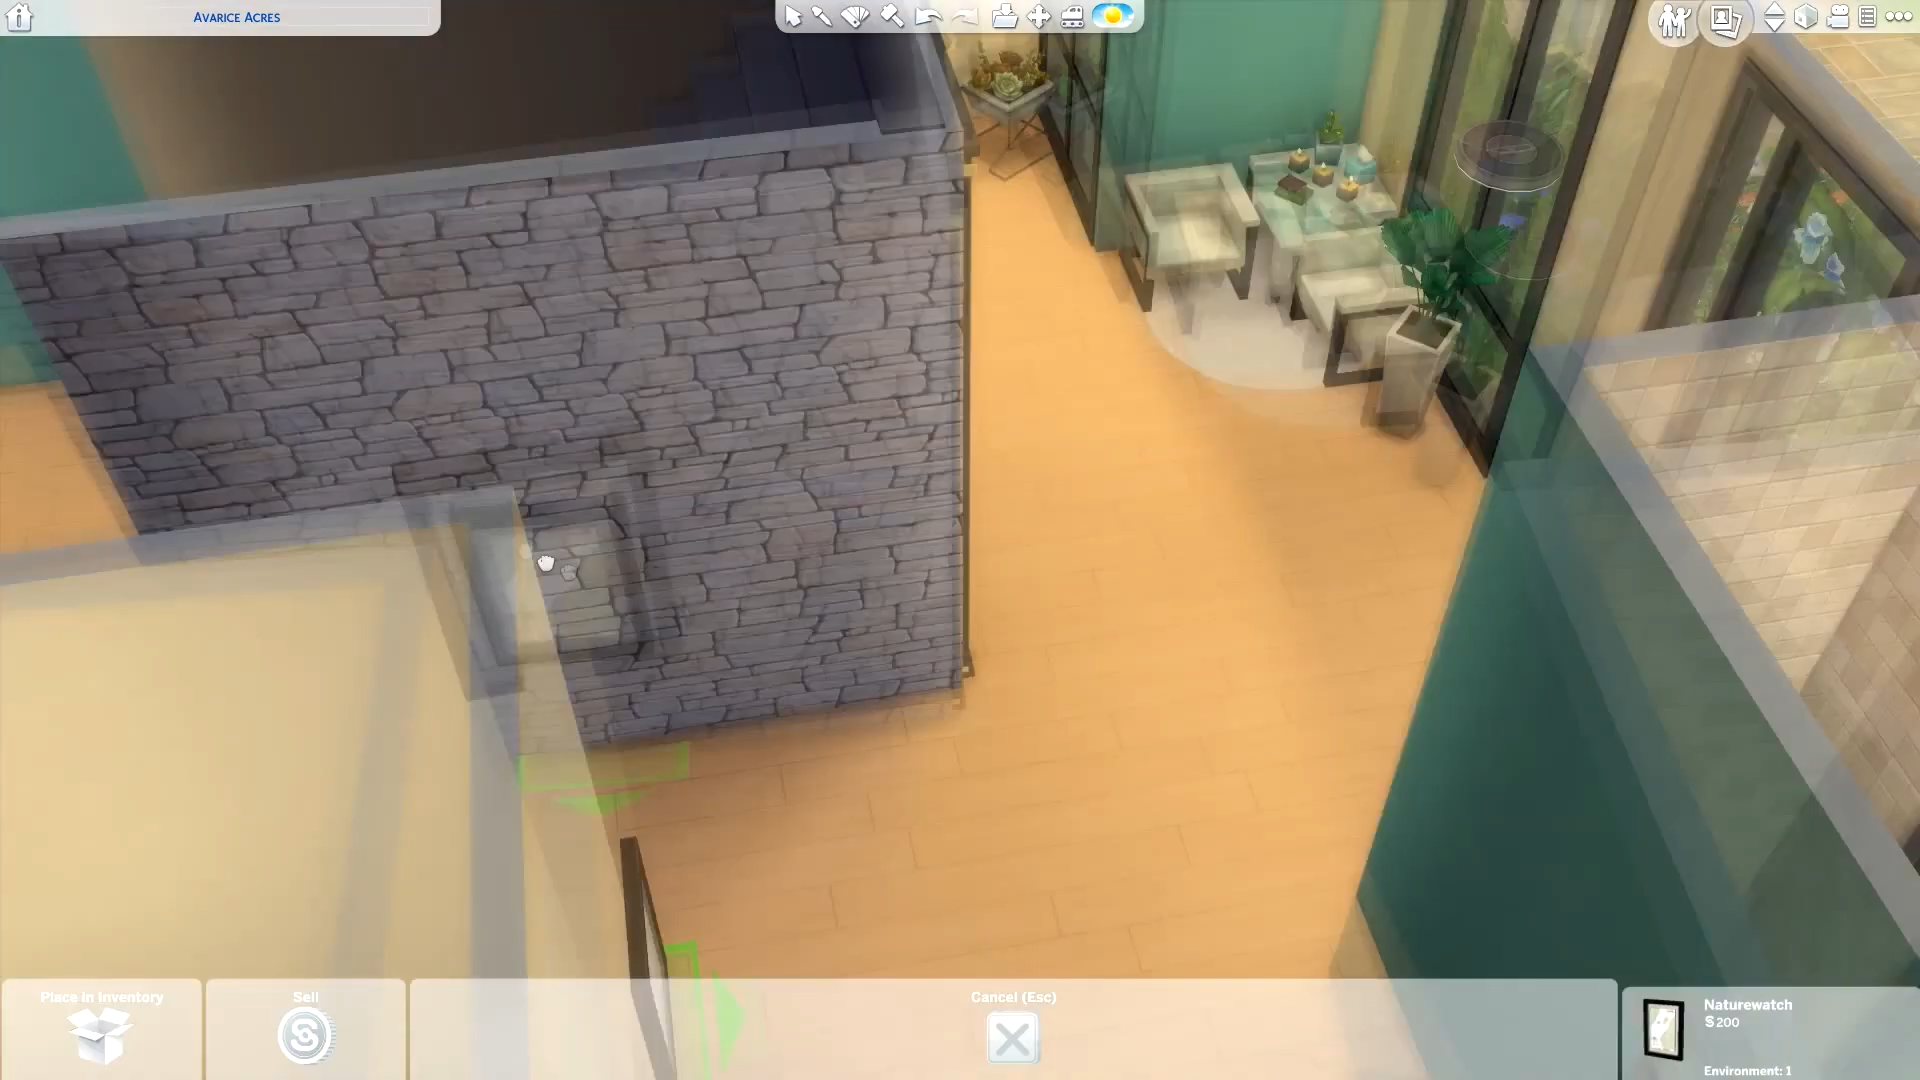 Avarice Acres
Place in Inventory
Sell
Cancel (Esc)
Naturewatch
§200
Environment: 1